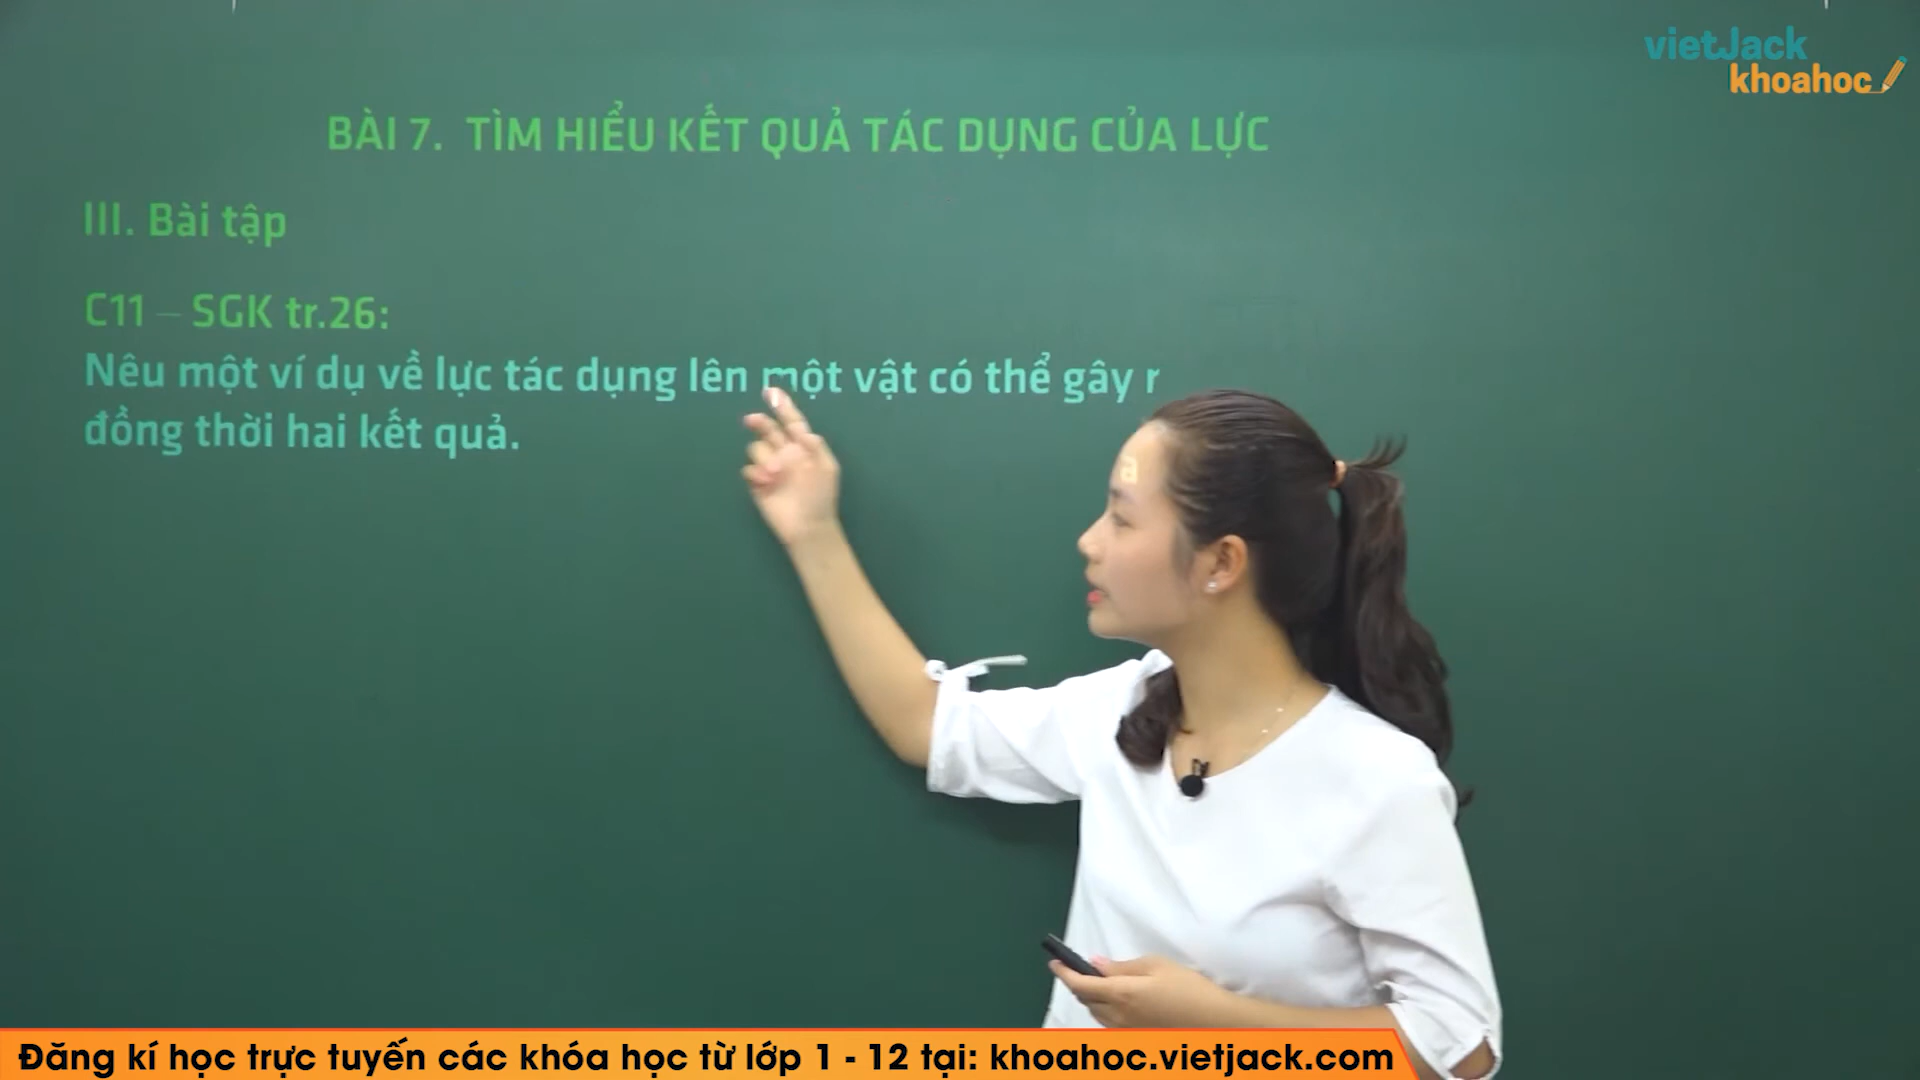 vietJack
khoahoc
BÀI 7. TÌM HIỂU KẾT QUẢ TÁC DỤNG CỦA LỰC
III. Bài tập
C11 – SGK tr.26:
Nêu một ví dụ về lực tác dụng lên một vật có thể gây ra
đồng thời hai kết quả.
Đăng kí học trực tuyến các khóa học từ lớp 1 - 12 tại: khoahoc.vietjack.com